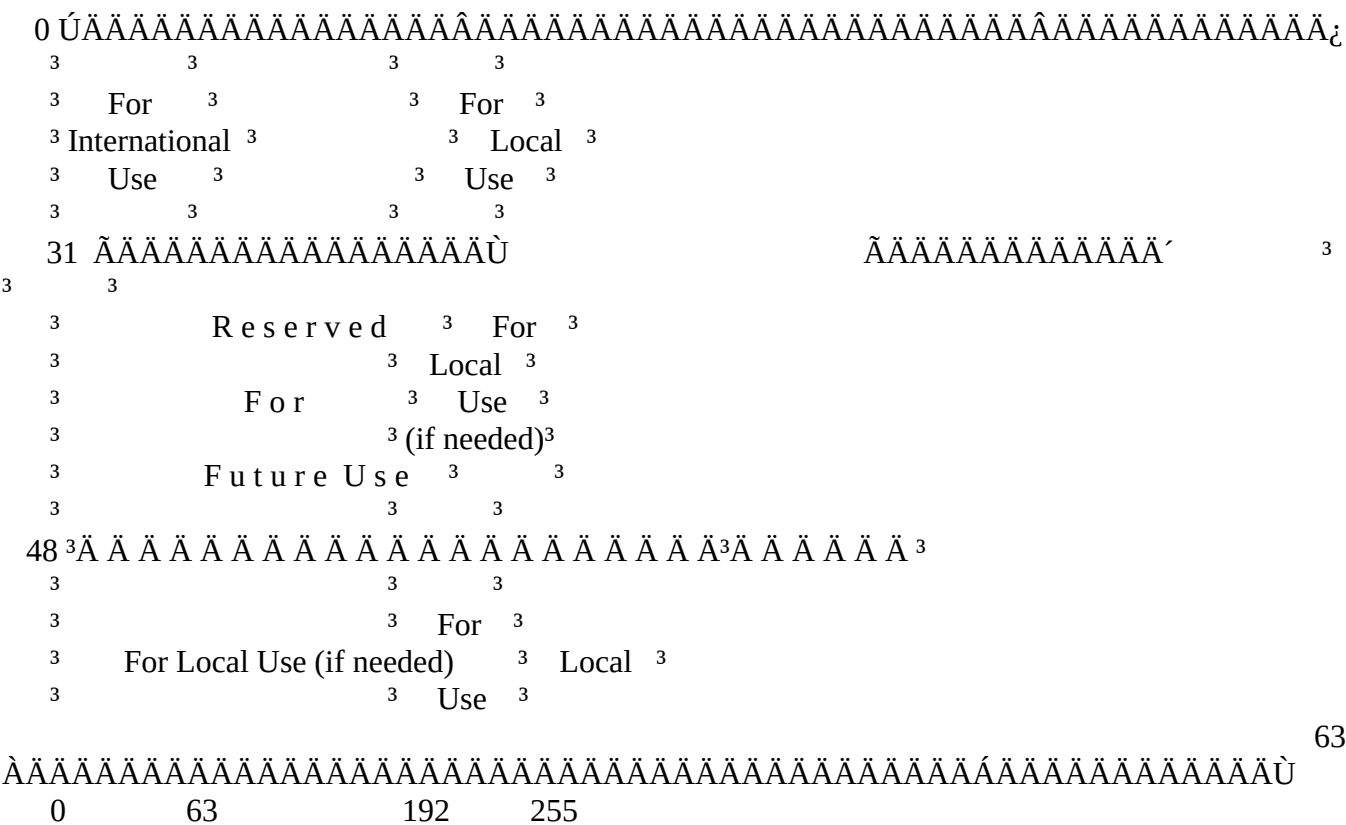 0 ÚÄÄÄÄÄÄÄÄÄÄÄÄÄÄÄÄÂÄÄÄÄÄÄÄÄÄÄÄÄÄÄÄÄÄÄÄÄÄÄÄÄÂÄÄÄÄÄÄÄÄÄÄÄÄ¿
³ ³ ³ ³
³ For ³ ³ For ³
³ International ³ ³ Local ³
³ Use ³ ³ Use ³
³ ³ ³ ³
31 ÃÄÄÄÄÄÄÄÄÄÄÄÄÄÄÄÄÙ ÃÄÄÄÄÄÄÄÄÄÄÄÄ´ ³
³ ³
³ R e s e r v e d ³ For ³
³ ³ Local ³
³ F o r ³ Use ³
³ ³ (if needed)³
³ F u t u r e U s e ³ ³
³ ³ ³
48 ³Ä Ä Ä Ä Ä Ä Ä Ä Ä Ä Ä Ä Ä Ä Ä Ä Ä Ä Ä Ä Ä³Ä Ä Ä Ä Ä Ä ³
³ ³ ³
³ ³ For ³
³ For Local Use (if needed) ³ Local ³
³ ³ Use ³
63
ÀÄÄÄÄÄÄÄÄÄÄÄÄÄÄÄÄÄÄÄÄÄÄÄÄÄÄÄÄÄÄÄÄÄÄÄÄÄÄÄÄÄÁÄÄÄÄÄÄÄÄÄÄÄÄÙ
0 63 192 255